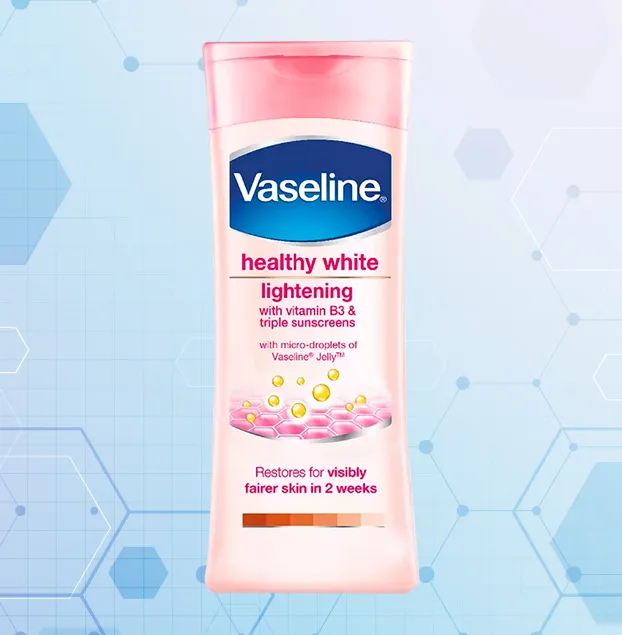 Vaseline®
healthy white
lightening
with vitamin B3 &
triple sunscreens
with micro-droplets of
Vaseline® Jelly™
Restores for visibly
fairer skin in 2 weeks